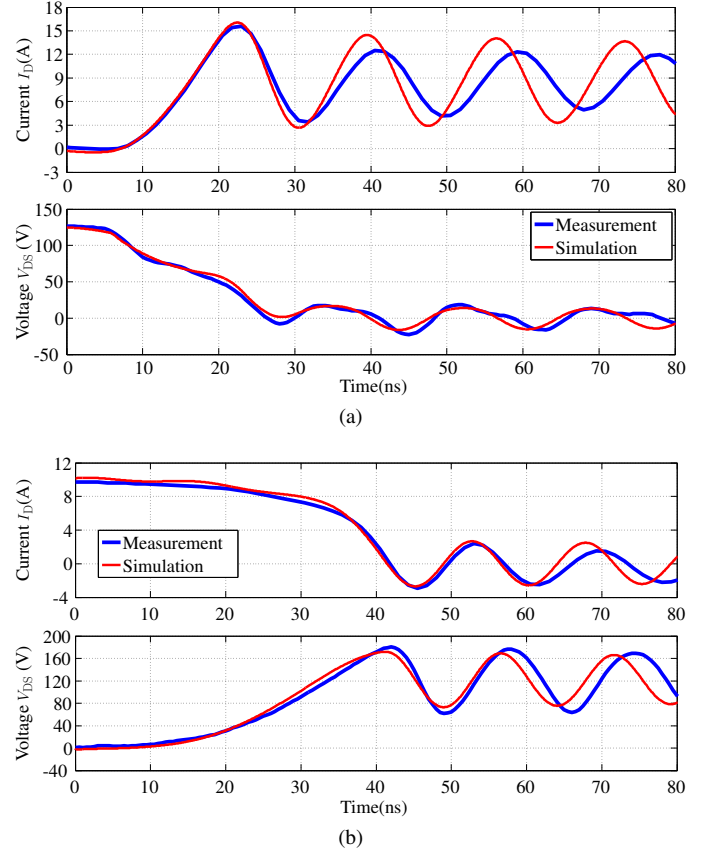 18
15
12
9
6
3
0
-3
Current I_D(A)
0 10 20 30 40 50 60 70 80
150
100
50
0
-50
Voltage V_DS (V)
Measurement
Simulation
0 10 20 30 40 50 60 70 80
Time(ns)
(a)
12
8
4
0
-4
Current I_D(A)
Measurement
Simulation
0 10 20 30 40 50 60 70 80
200
160
120
80
40
0
-40
Voltage V_DS (V)
0 10 20 30 40 50 60 70 80
Time(ns)
(b)